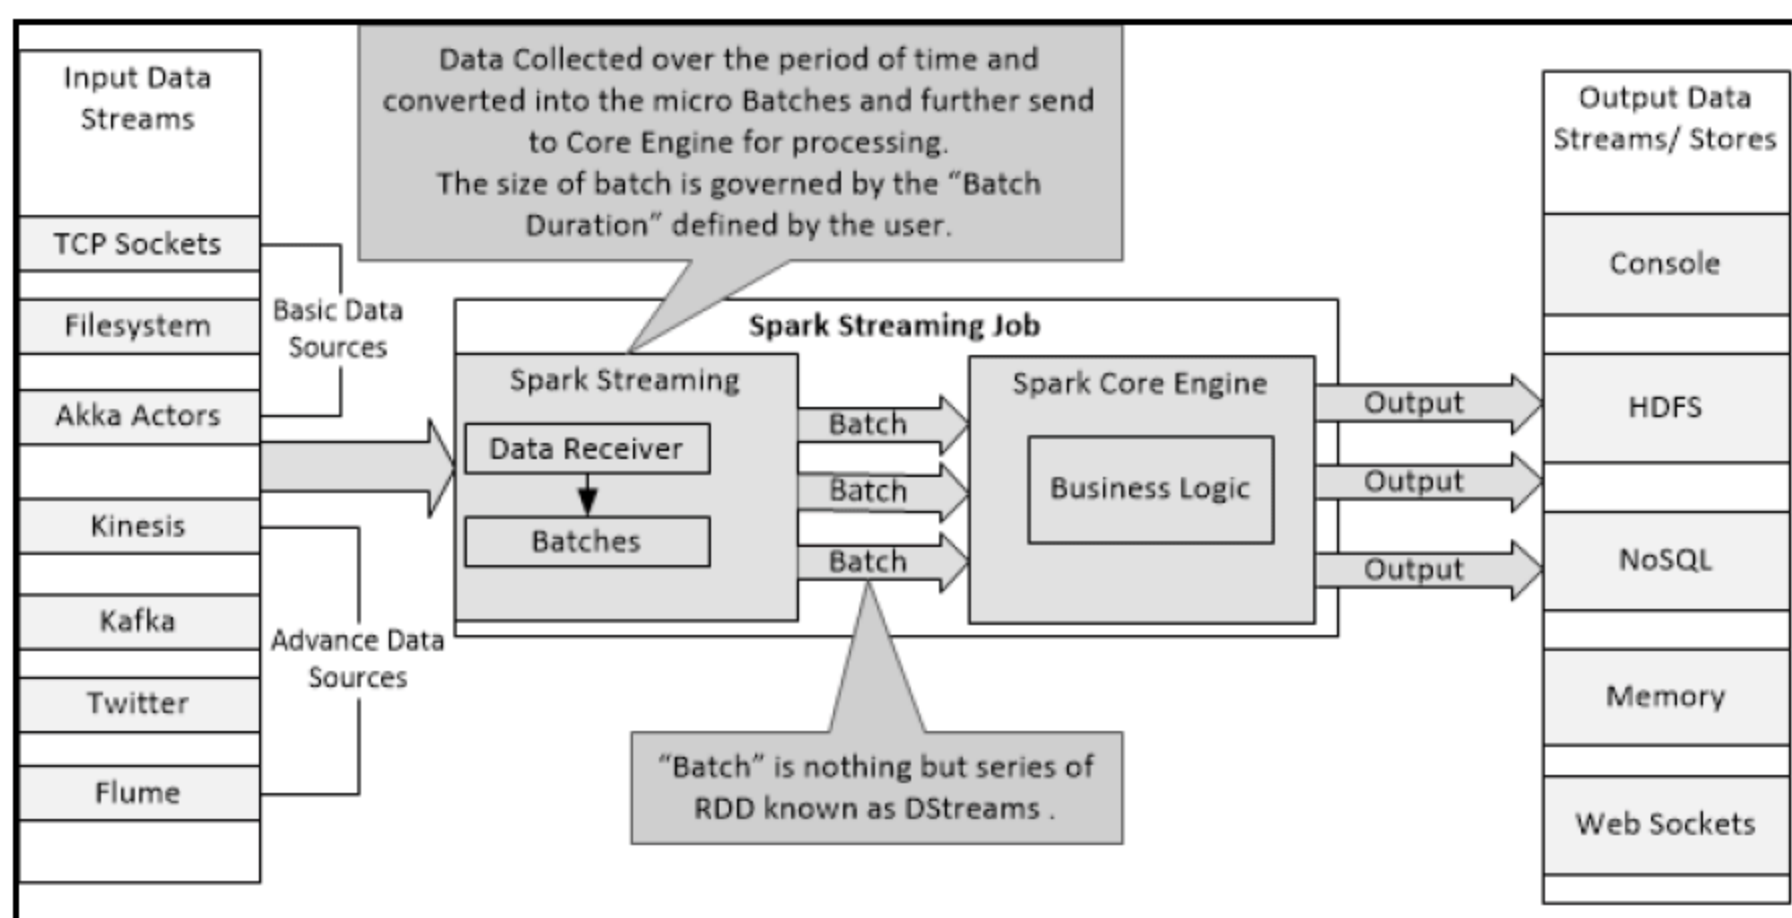 Input Data
Streams
TCP Sockets
Filesystem
Akka Actors
Kinesis
Kafka
Twitter
Flume
Basic Data
Sources
Advance Data
Sources
Data Collected over the period of time and
converted into the micro Batches and further send
to Core Engine for processing.
The size of batch is governed by the “Batch
Duration” defined by the user.
Spark Streaming Job
Spark Streaming
Data Receiver
Batches
Batch
Batch
Batch
Spark Core Engine
Business Logic
“Batch” is nothing but series of
RDD known as DStreams .
Output
Output
Output
Output Data
Streams/ Stores
Console
HDFS
NoSQL
Memory
Web Sockets